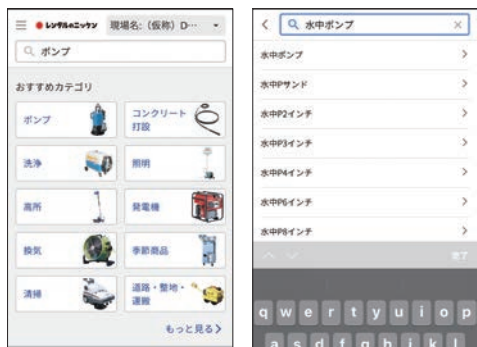 レンタルのニッケン
現場名:（仮称）D…
ポンプ
おすすめカテゴリ
ポンプ
コンクリート
打設
洗浄
照明
高所
発電機
換気
季節商品
清掃
道路・整地・
運搬
もっと見る
水中ポンプ
水中ポンプ
水中Pサンド
水中P2インチ
水中P3インチ
水中P4インチ
水中P6インチ
水中P8インチ
完了
q w e r t y u i o p
a s d f g h j k l